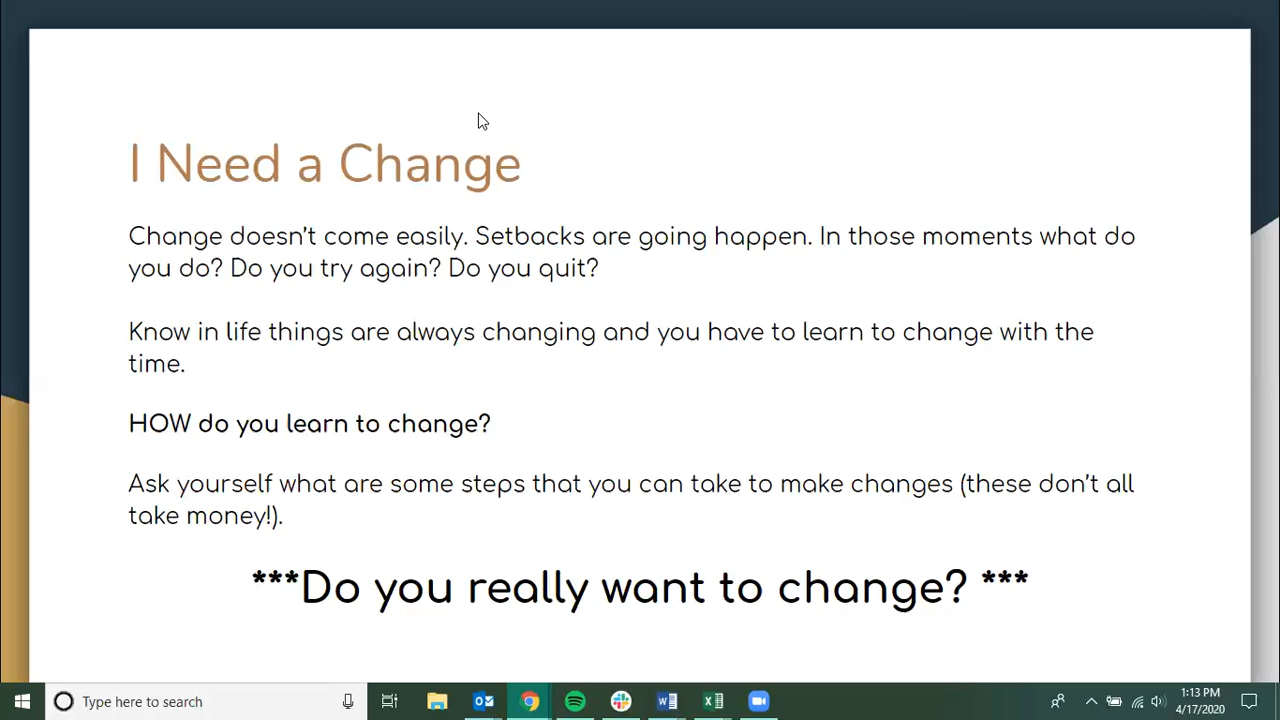 I Need a Change
Change doesn't come easily. Setbacks are going happen. In those moments what do
you do? Do you try again? Do you quit?
Know in life things are always changing and you have to learn to change with the
time.
HOW do you learn to change?
Ask yourself what are some steps that you can take to make changes (these don't all
take money!).
***Do you really want to change? ***
Type here to search
1:13 PM
4/17/2020